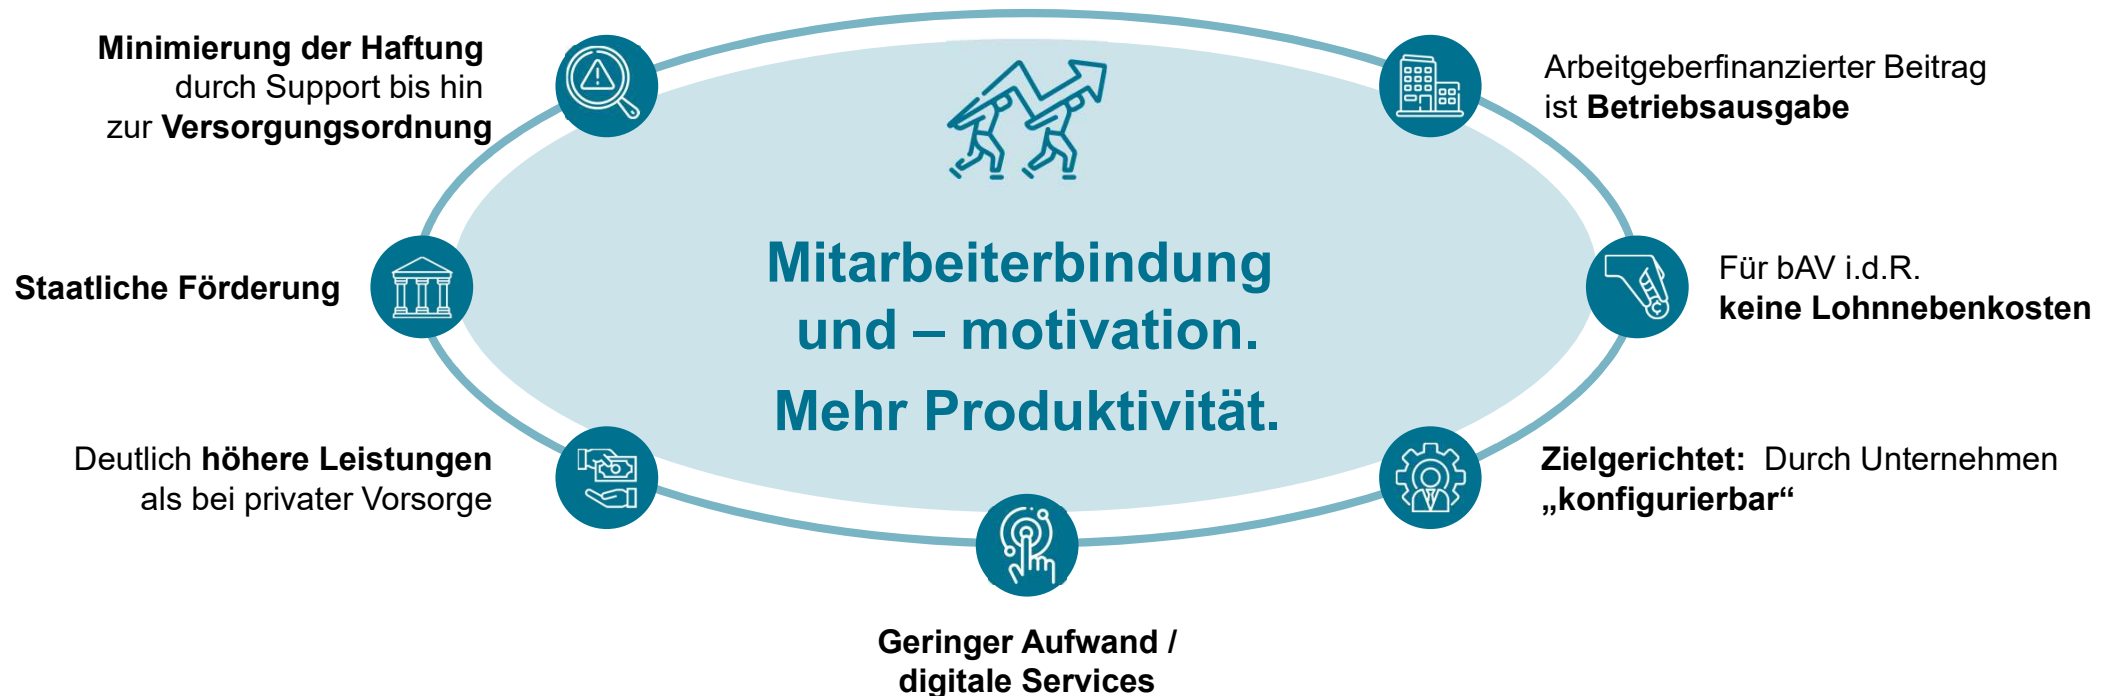 Minimierung der Haftung
durch Support bis hin
zur Versorgungsordnung
Arbeitgeberfinanzierter Beitrag
ist Betriebsausgabe
Mitarbeiterbindung
und – motivation.
Mehr Produktivität.
Staatliche Förderung
Für bAV i.d.R.
keine Lohnnebenkosten
Deutlich höhere Leistungen
als bei privater Vorsorge
Zielgerichtet: Durch Unternehmen
„konfigurierbar“
Geringer Aufwand /
digitale Services